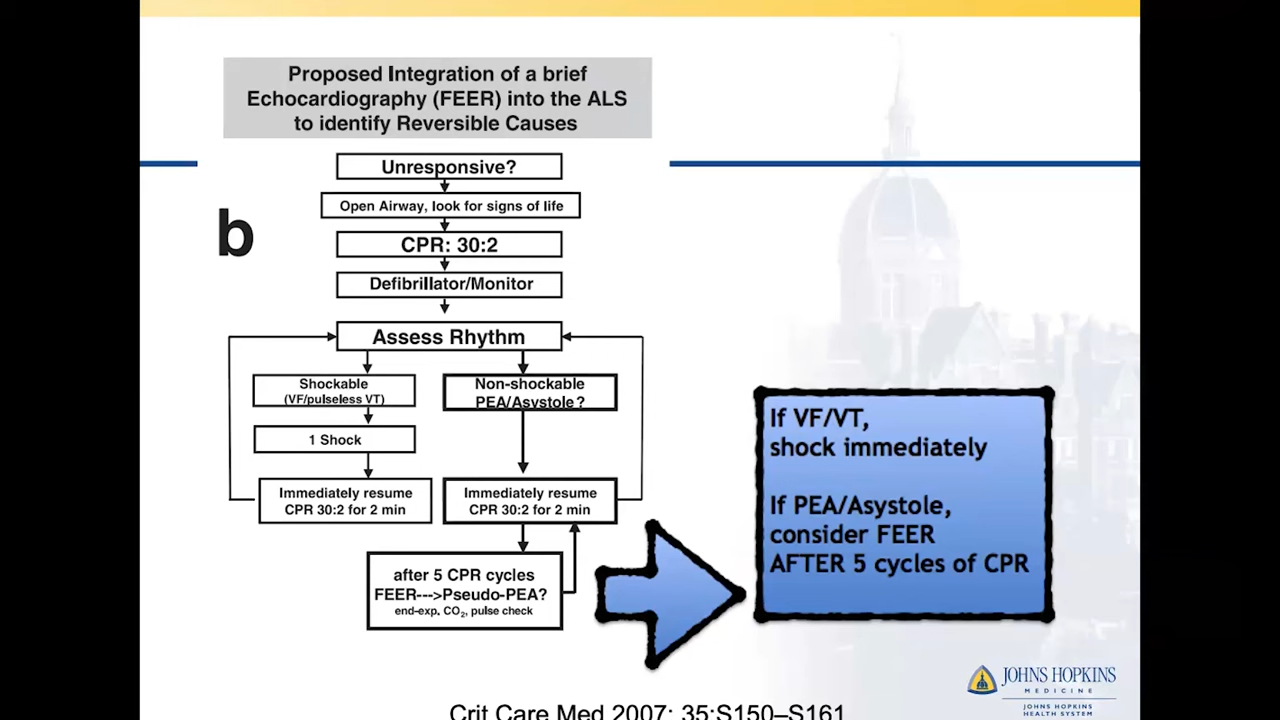 Proposed Integration of a brief
Echocardiography (FEER) into the ALS
to identify Reversible Causes
Unresponsive?
Open Airway, look for signs of life
b
CPR: 30:2
Defibrillator/Monitor
Assess Rhythm
Shockable
(VF/pulseless VT)
Non-shockable
PEA/Asystole?
1 Shock
Immediately resume
CPR 30:2 for 2 min
Immediately resume
CPR 30:2 for 2 min
after 5 CPR cycles
FEER--->Pseudo-PEA?
end-exp. CO₂, pulse check
If VF/VT,
shock immediately
If PEA/Asystole,
consider FEER
AFTER 5 cycles of CPR
JOHNS HOPKINS
MEDICINE
JOHNS HOPKINS
HEALTH SYSTEM
Crit Care Med 2007; 35:S150–S161